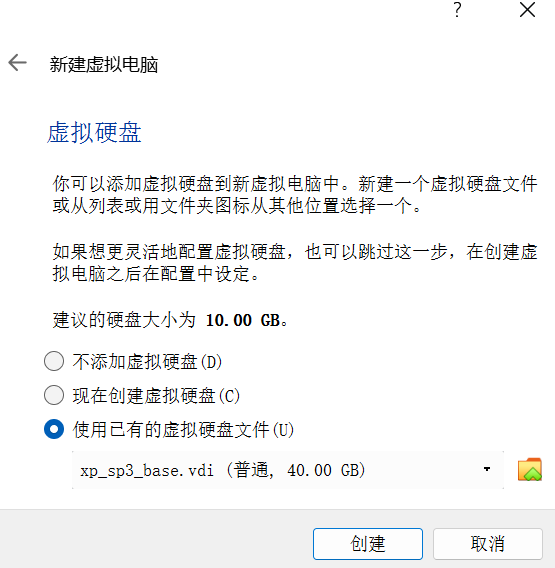 ?
新建虚拟电脑
虚拟硬盘
你可以添加虚拟硬盘到新虚拟电脑中。新建一个虚拟硬盘文件
或从列表或用文件夹图标从其他位置选择一个。
如果想更灵活地配置虚拟硬盘，也可以跳过这一步，在创建虚
拟电脑之后在配置中设定。
建议的硬盘大小为 10.00 GB。
不添加虚拟硬盘(D)
现在创建虚拟硬盘(C)
使用已有的虚拟硬盘文件(U)
xp_sp3_base.vdi (普通, 40.00 GB)
创建 取消